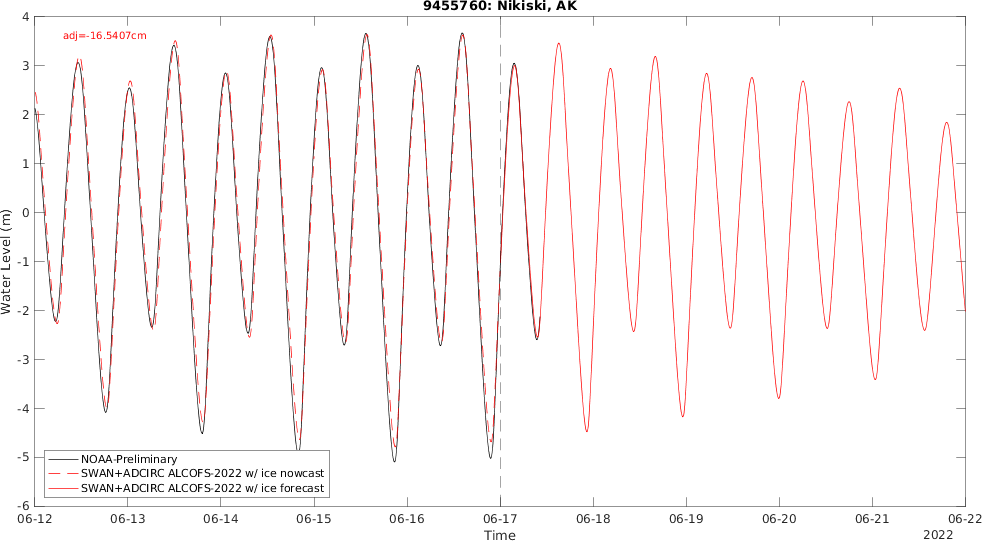 9455760: Nikiski, AK
adj=-16.5407cm
Water Level (m)
4
3
2
1
0
-1
-2
-3
-4
-5
-6
NOAA-Preliminary
SWAN+ADCIRC ALCOFS-2022 w/ ice nowcast
SWAN+ADCIRC ALCOFS-2022 w/ ice forecast
06-12 06-13 06-14 06-15 06-16 06-17 06-18 06-19 06-20 06-21 06-22
Time
2022